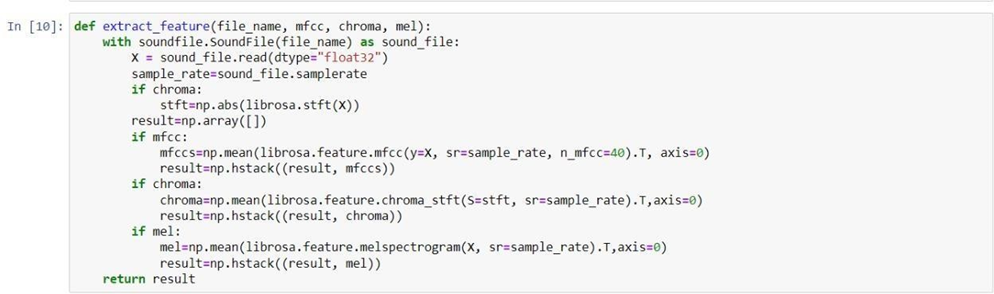 In [10]: def extract_feature(file_name, mfcc, chroma, mel):
    with soundfile.SoundFile(file_name) as sound_file:
        X = sound_file.read(dtype="float32")
        sample_rate=sound_file.samplerate
        if chroma:
            stft=np.abs(librosa.stft(X))
        result=np.array([])
        if mfcc:
            mfccs=np.mean(librosa.feature.mfcc(y=X, sr=sample_rate, n_mfcc=40).T, axis=0)
            result=np.hstack((result, mfccs))
        if chroma:
            chroma=np.mean(librosa.feature.chroma_stft(S=stft, sr=sample_rate).T,axis=0)
            result=np.hstack((result, chroma))
        if mel:
            mel=np.mean(librosa.feature.melspectrogram(X, sr=sample_rate).T,axis=0)
            result=np.hstack((result, mel))
    return result